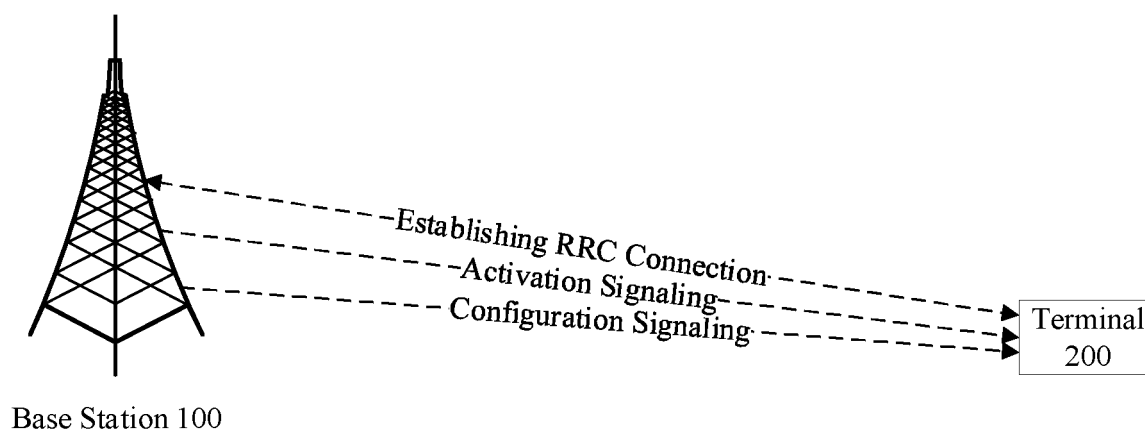 Establishing RRC Connection
Activation Signaling
Configuration Signaling
Terminal
200
Base Station 100